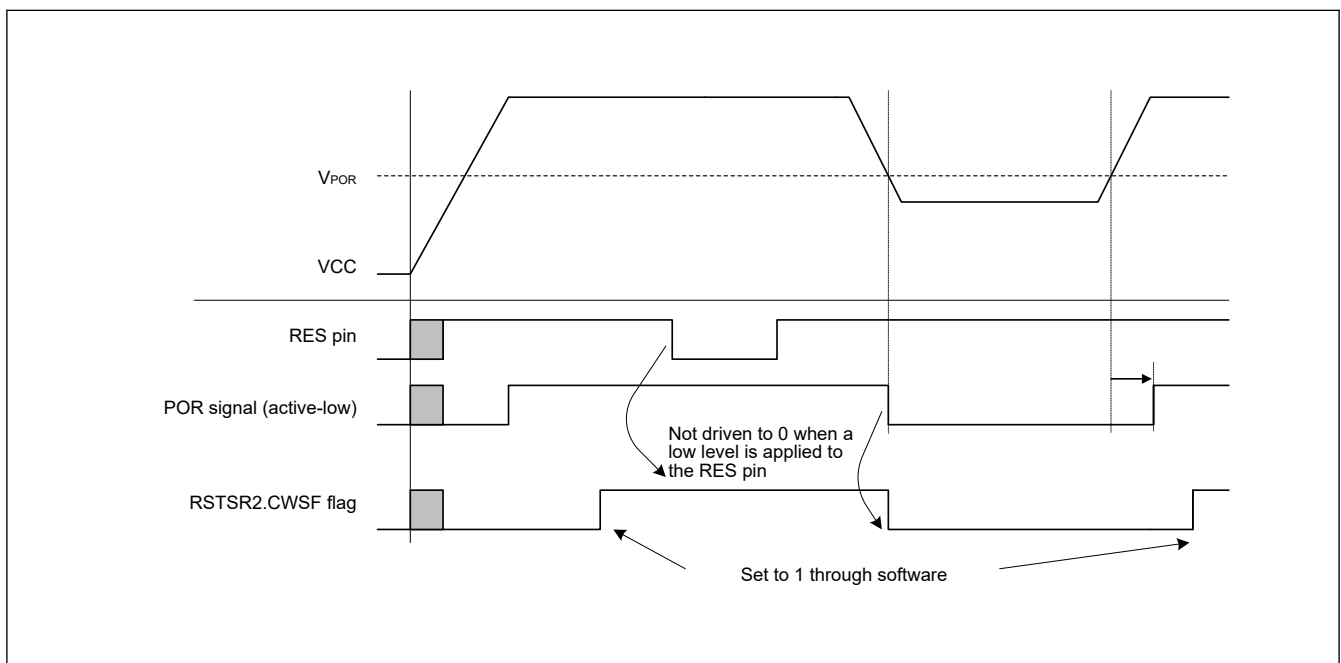 VPOR
VCC
RES pin
POR signal (active-low)
Not driven to 0 when a
low level is applied to
the RES pin
RSTSR2.CWSF flag
Set to 1 through software